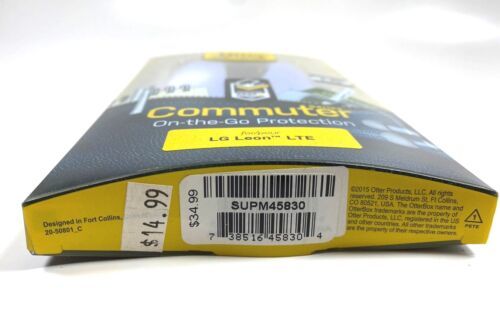 Commuter
On-the-Go Protection
for/pour
LG Leon™ LTE
Designed in Fort Collins,
20-50801_C
$14.99
$34.99
SUPM45830
7 38516 45830 4
©2015 Otter Products, LLC. All rights
reserved. 209 S Meldrum St. Ft Collins,
CO 80521, USA. The OtterBox name and
OtterBox trademarks are the property of
Otter Products, LLC, registered in the US
and other countries. All other trademarks
are the property of their respective owners.
1
PETE